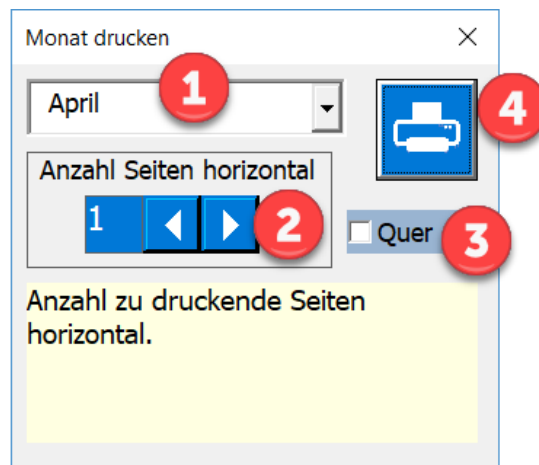 Monat drucken
April
1
4
Anzahl Seiten horizontal
1
2
Quer
3
Anzahl zu druckende Seiten
horizontal.